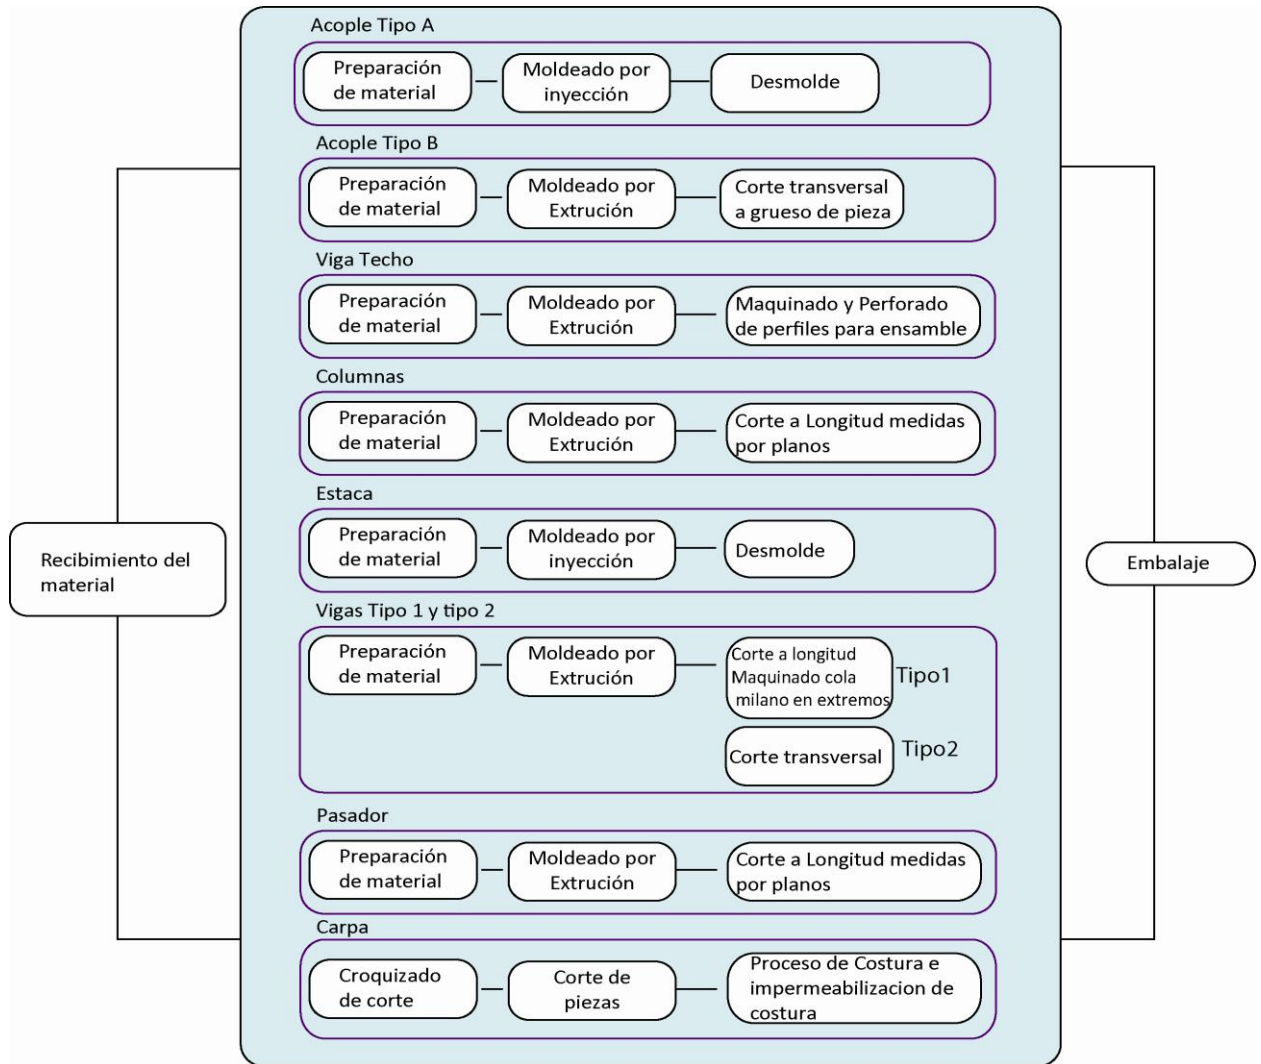 Acople Tipo A
Preparación
de material
Moldeado por
inyección
Desmolde
Acople Tipo B
Preparación
de material
Moldeado por
Extrución
Corte transversal
a grueso de pieza
Viga Techo
Preparación
de material
Moldeado por
Extrución
Maquinado y Perforado
de perfiles para ensamble
Columnas
Preparación
de material
Moldeado por
Extrución
Corte a Longitud medidas
por planos
Estaca
Preparación
de material
Moldeado por
inyección
Desmolde
Recibimiento del
material
Embalaje
Vigas Tipo 1 y tipo 2
Preparación
de material
Moldeado por
Extrución
Corte a longitud
Maquinado cola
milano en extremos
Tipo1
Corte transversal
Tipo2
Pasador
Preparación
de material
Moldeado por
Extrución
Corte a Longitud medidas
por planos
Carpa
Croquizado
de corte
Corte de
piezas
Proceso de Costura e
impermeabilizacion de
costura